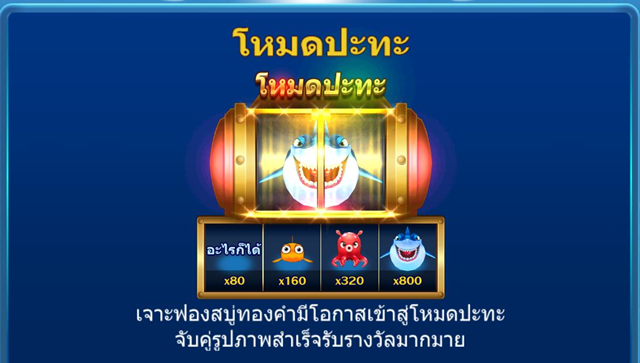 โหมดปะทะ
โหมดปะทะ
อะไรก็ได้
x80 x160 x320 x800
เจาะฟองสบู่ทองคำมีโอกาสเข้าสู่โหมดปะทะ
จับคู่รูปภาพสำเร็จรับรางวัลมากมาย